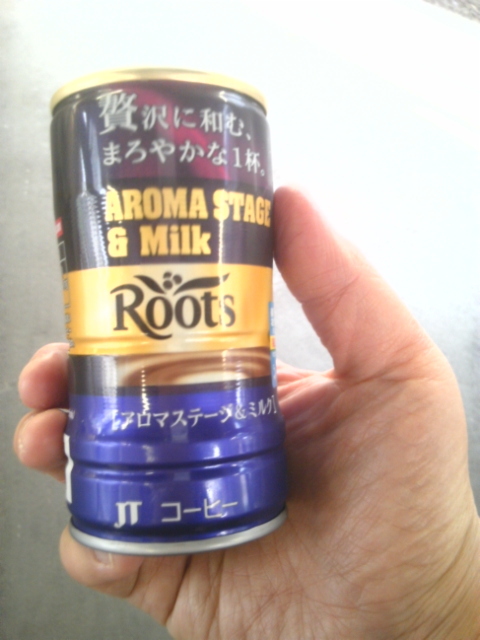 贅沢に和む、
まろやかな1杯。
AROMA STAGE
& Milk
Roots
【アロマステージ&ミルク】
JT コーヒー